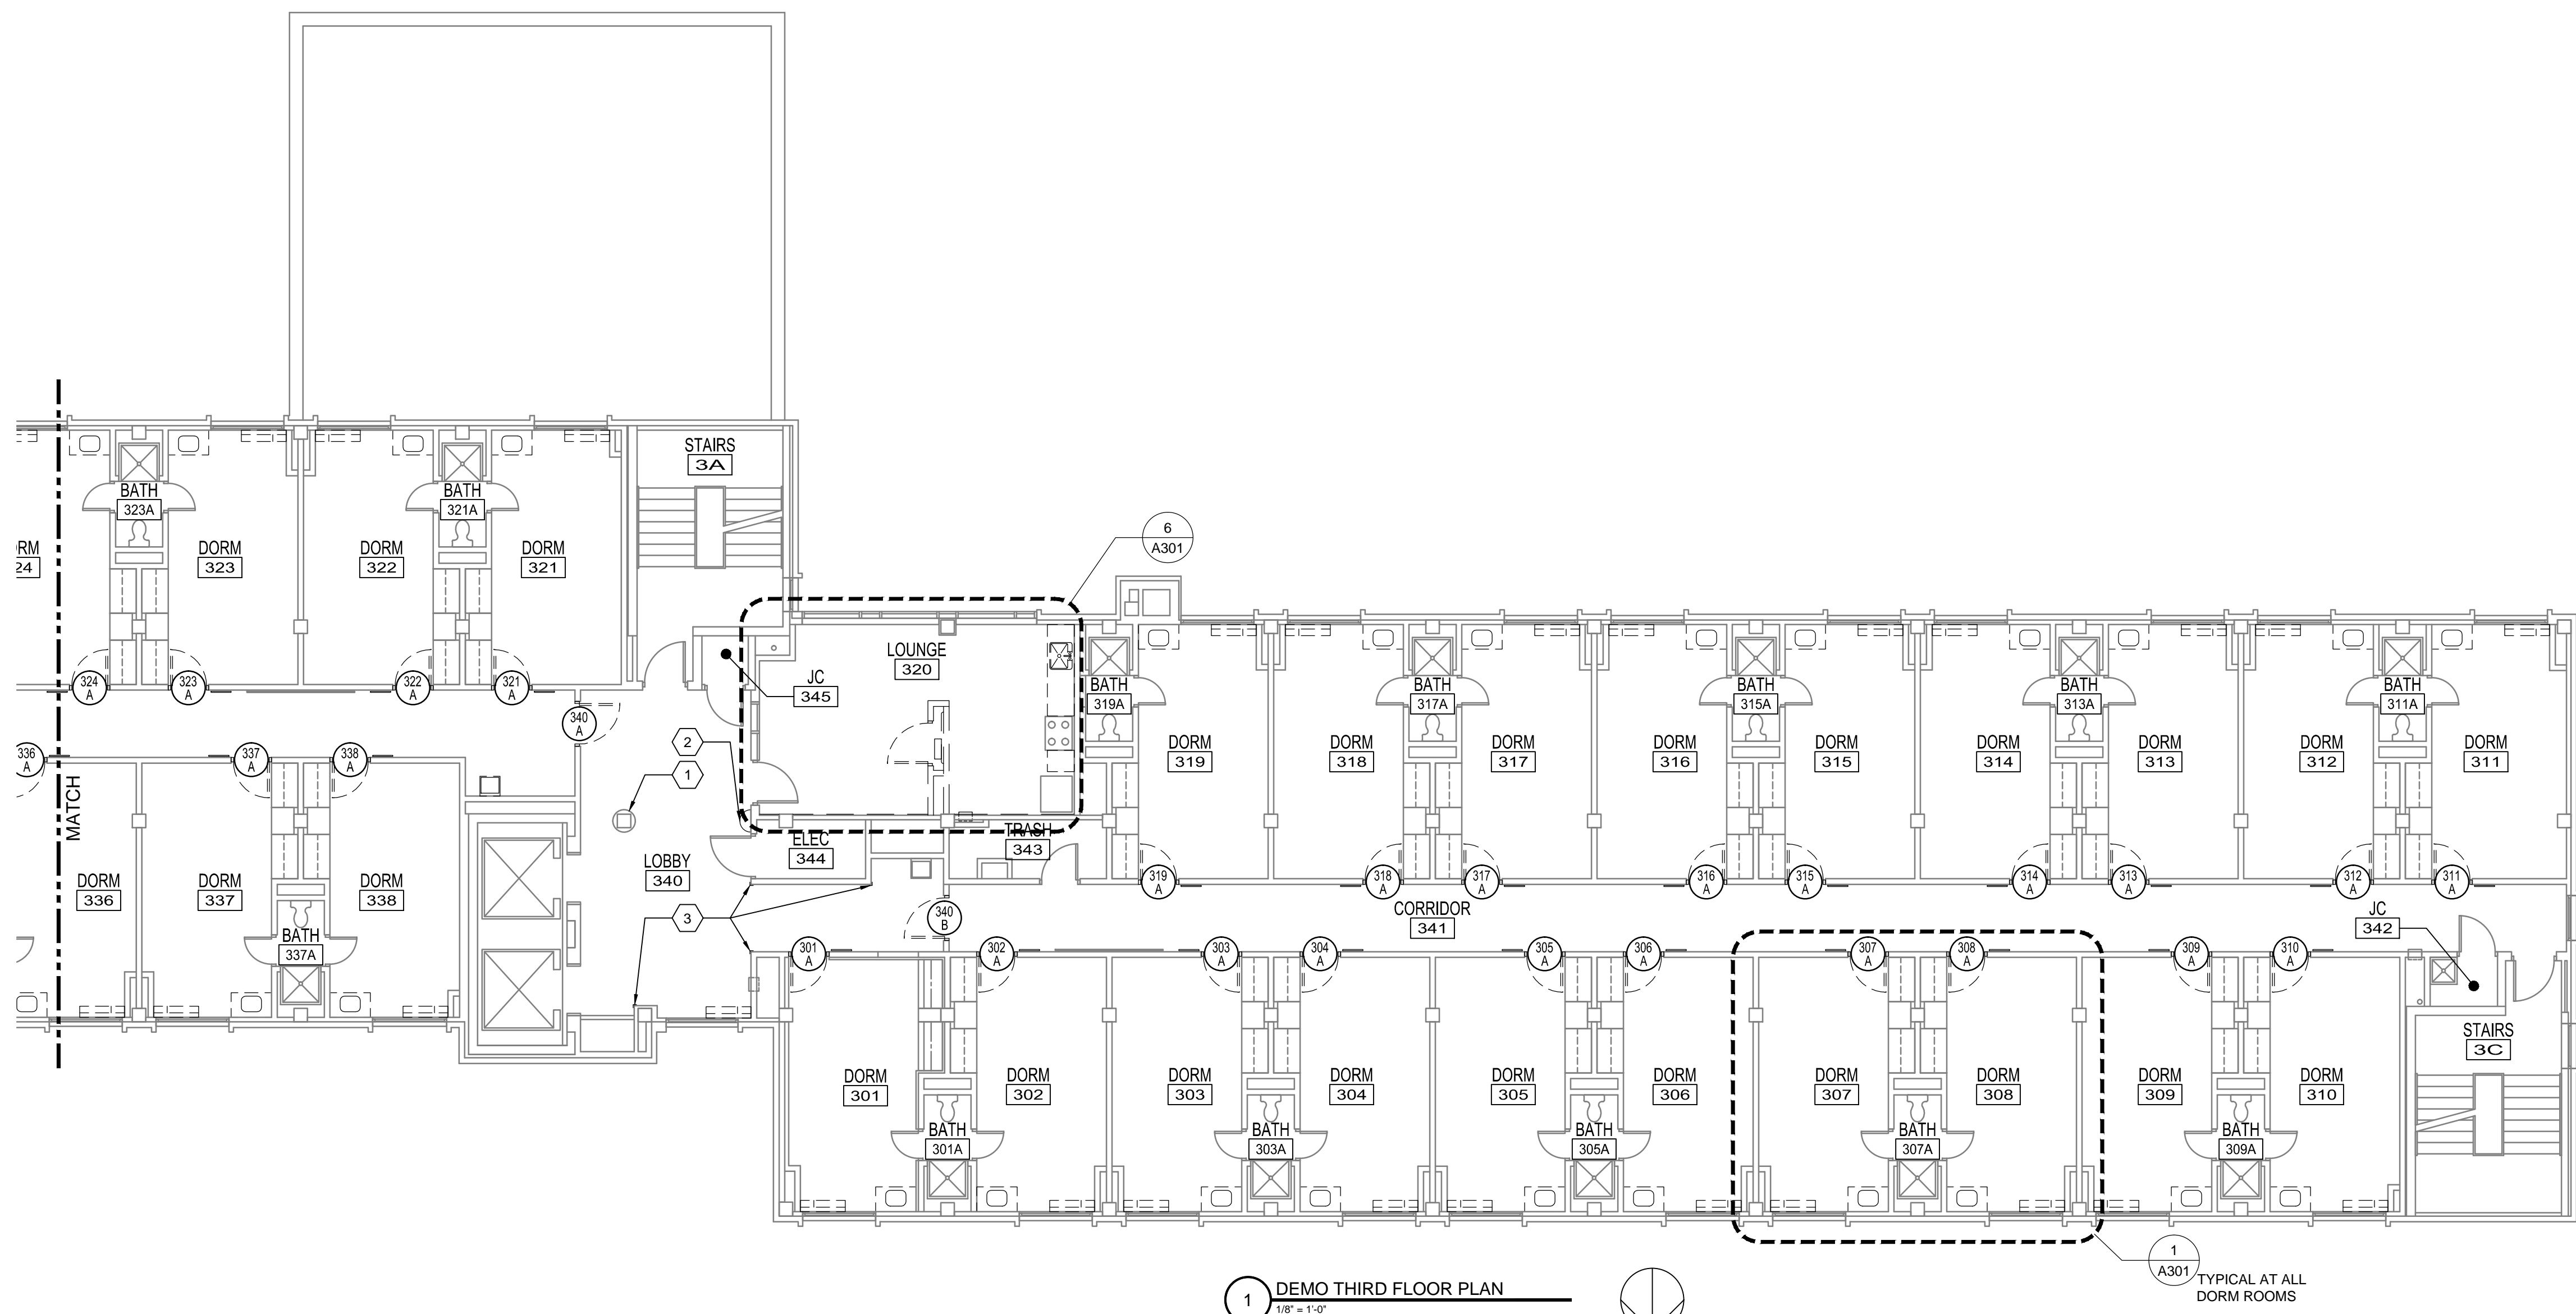 STAIRS
3A
BATH
323A
BATH
321A
6
A301
RM
24
DORM
323
DORM
322
DORM
321
LOUNGE
320
JC
345
324
A
323
A
322
A
321
A
340
A
BATH
319A
BATH
317A
BATH
315A
BATH
313A
BATH
311A
2
1
336
A
337
A
338
A
MATCH
DORM
319
DORM
318
DORM
317
DORM
316
DORM
315
DORM
314
DORM
313
DORM
312
DORM
311
ELEC
344
TRASH
343
LOBBY
340
DORM
336
DORM
337
DORM
338
319
A
318
A
317
A
316
A
315
A
314
A
313
A
312
A
311
A
3
340
B
CORRIDOR
341
JC
342
BATH
337A
301
A
302
A
303
A
304
A
305
A
306
A
307
A
308
A
309
A
310
A
STAIRS
3C
DORM
301
DORM
302
DORM
303
DORM
304
DORM
305
DORM
306
DORM
307
DORM
308
DORM
309
DORM
310
BATH
301A
BATH
303A
BATH
305A
BATH
307A
BATH
309A
1
A301
TYPICAL AT ALL
DORM ROOMS
1
DEMO THIRD FLOOR PLAN
1/8" = 1'-0"